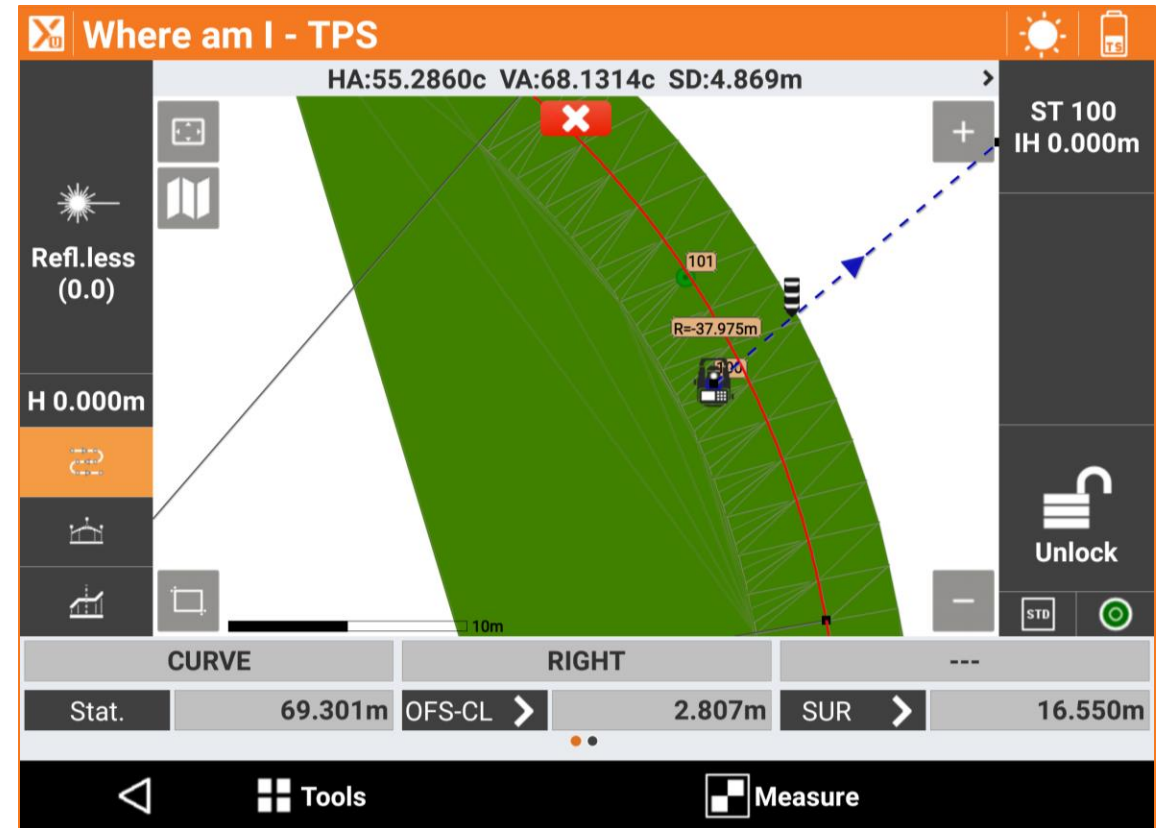 Where am I - TPS
TS
HA:55.2860c VA:68.1314c SD:4.869m
ST 100
IH 0.000m
Refl.less
(0.0)
101
R=-37.975m
100
H 0.000m
Unlock
STD
10m
CURVE RIGHT ---
Stat. 69.301m OFS-CL 2.807m SUR 16.550m
Tools Measure